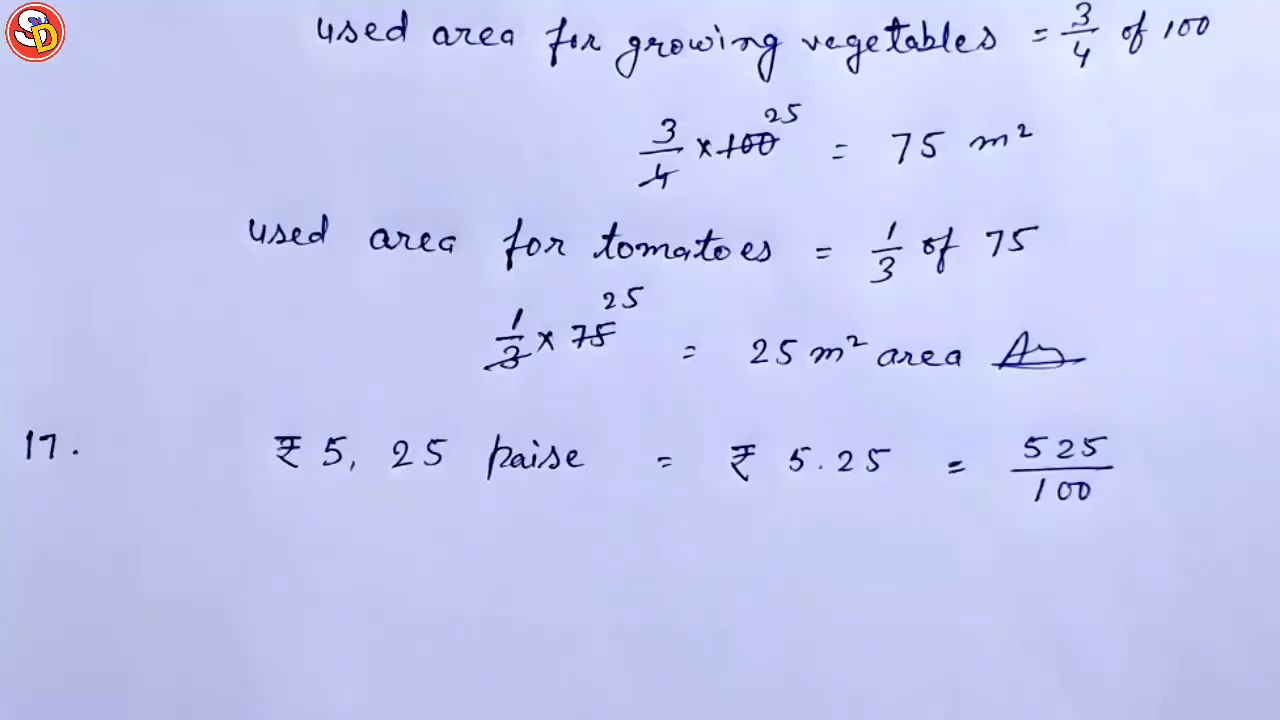 SD
used area for growing vegetables = 3/4 of 100
3/4 × 100 25 = 75 m²
used area for tomatoes = 1/3 of 75
1/3 × 75 25 = 25 m² area Ans
17. ₹ 5, 25 paise = ₹ 5.25 = 525/100